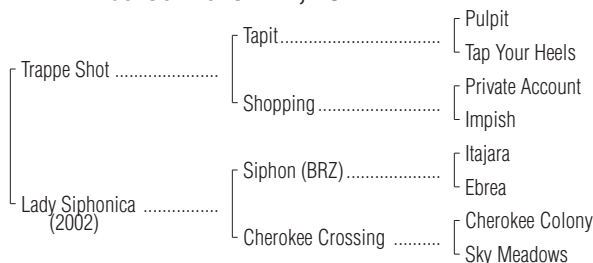 Pulpit
Tapit..................................
Tap Your Heels
Trappe Shot ......................
Private Account
Shopping..........................
Impish
Itajara
Siphon (BRZ)....................
Ebrea
Lady Siphonica ................
(2002)
Cherokee Colony
Cherokee Crossing ..........
Sky Meadows